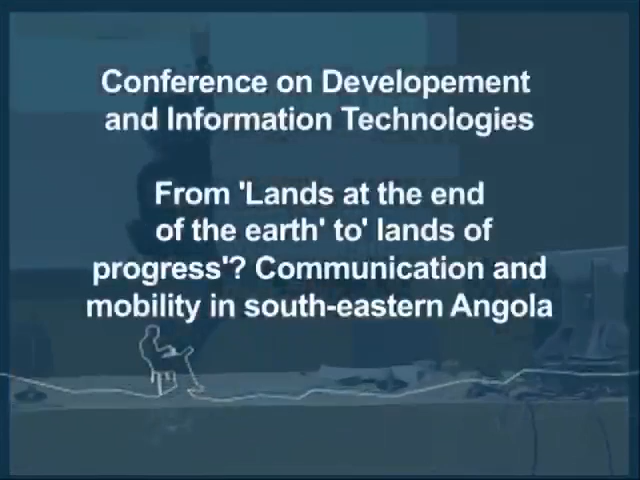 Conference on Developement
and Information Technologies
From 'Lands at the end
of the earth' to' lands of
progress'? Communication and
mobility in south-eastern Angola